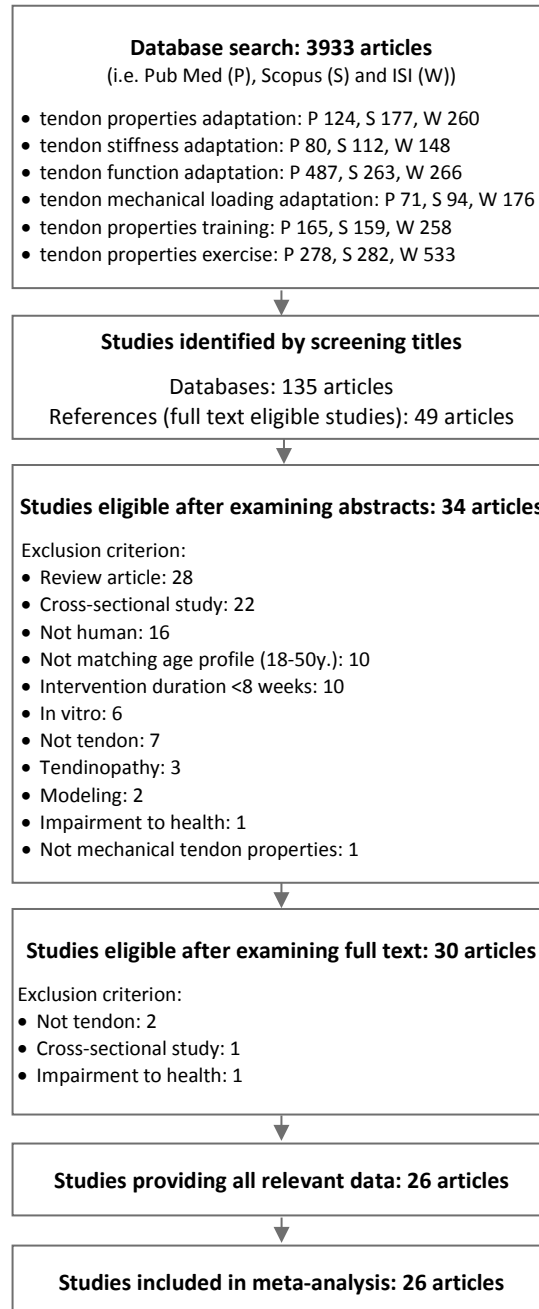 Database search: 3933 articles
(i.e. Pub Med (P), Scopus (S) and ISI (W))
• tendon properties adaptation: P 124, S 177, W 260
• tendon stiffness adaptation: P 80, S 112, W 148
• tendon function adaptation: P 487, S 263, W 266
• tendon mechanical loading adaptation: P 71, S 94, W 176
• tendon properties training: P 165, S 159, W 258
• tendon properties exercise: P 278, S 282, W 533
Studies identified by screening titles
Databases: 135 articles
References (full text eligible studies): 49 articles
Studies eligible after examining abstracts: 34 articles
Exclusion criterion:
• Review article: 28
• Cross-sectional study: 22
• Not human: 16
• Not matching age profile (18-50y.): 10
• Intervention duration <8 weeks: 10
• In vitro: 6
• Not tendon: 7
• Tendinopathy: 3
• Modeling: 2
• Impairment to health: 1
• Not mechanical tendon properties: 1
Studies eligible after examining full text: 30 articles
Exclusion criterion:
• Not tendon: 2
• Cross-sectional study: 1
• Impairment to health: 1
Studies providing all relevant data: 26 articles
Studies included in meta-analysis: 26 articles